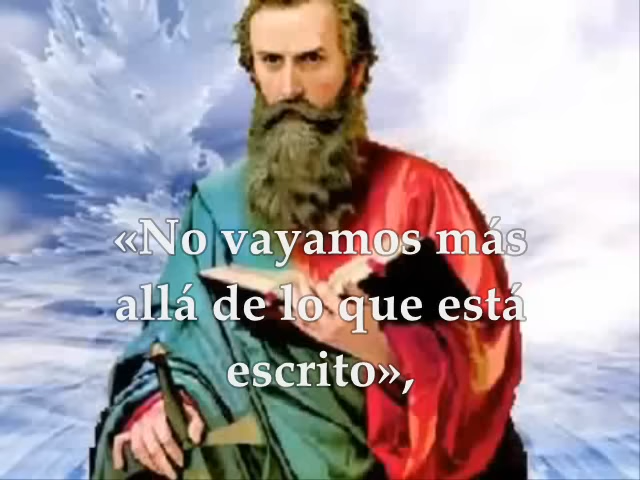 «No vayamos más
allá de lo que está
escrito»,